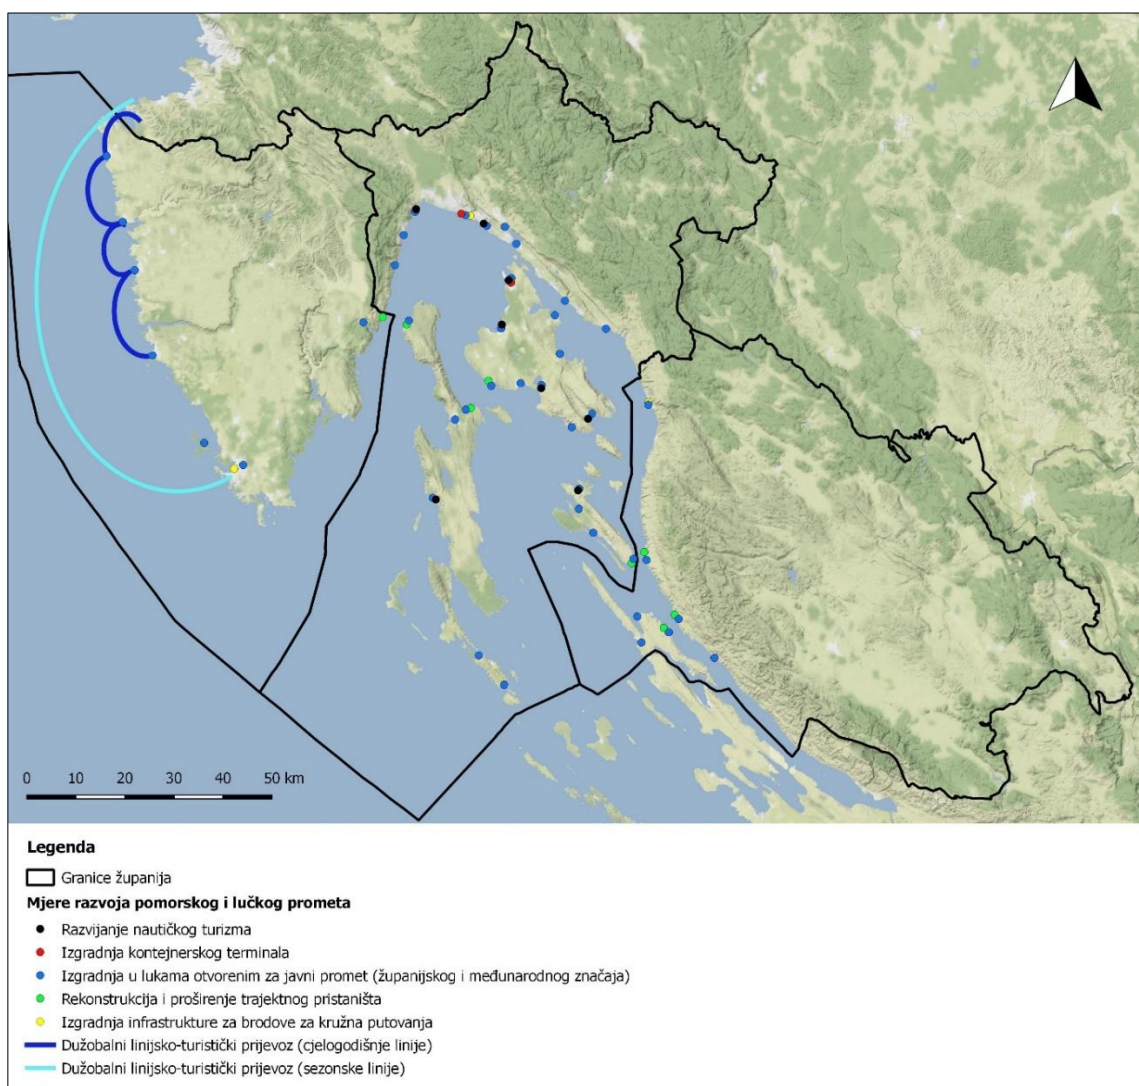 0 10 20 30 40 50 km
Legenda
Granice županija
Mjere razvoja pomorskog i lučkog prometa
Razvijanje nautičkog turizma
Izgradnja kontejnerskog terminala
Izgradnja u lukama otvorenim za javni promet (županijskog i međunarodnog značaja)
Rekonstrukcija i proširenje trajektnog pristaništa
Izgradnja infrastrukture za brodove za kružna putovanja
Dužobalni linijsko-turistički prijevoz (cjelogodišnje linije)
Dužobalni linijsko-turistički prijevoz (sezonske linije)